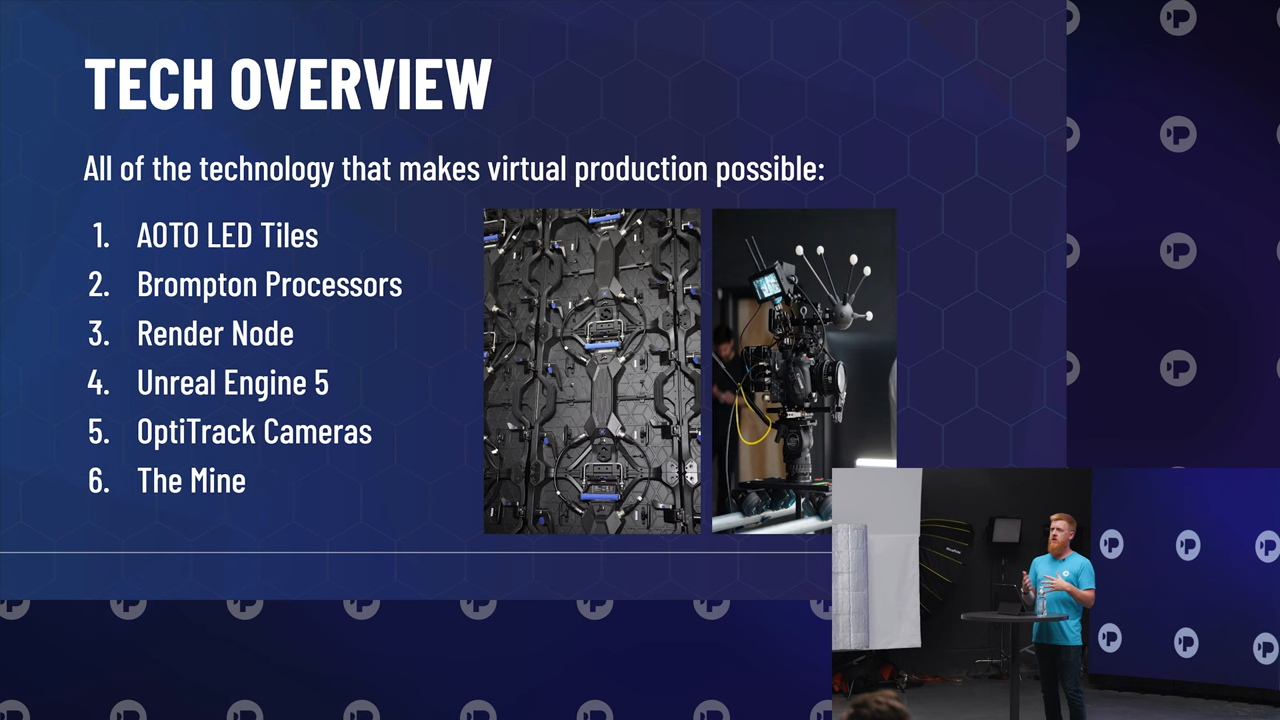 TECH OVERVIEW
All of the technology that makes virtual production possible:
1. AOTO LED Tiles
2. Brompton Processors
3. Render Node
4. Unreal Engine 5
5. OptiTrack Cameras
6. The Mine